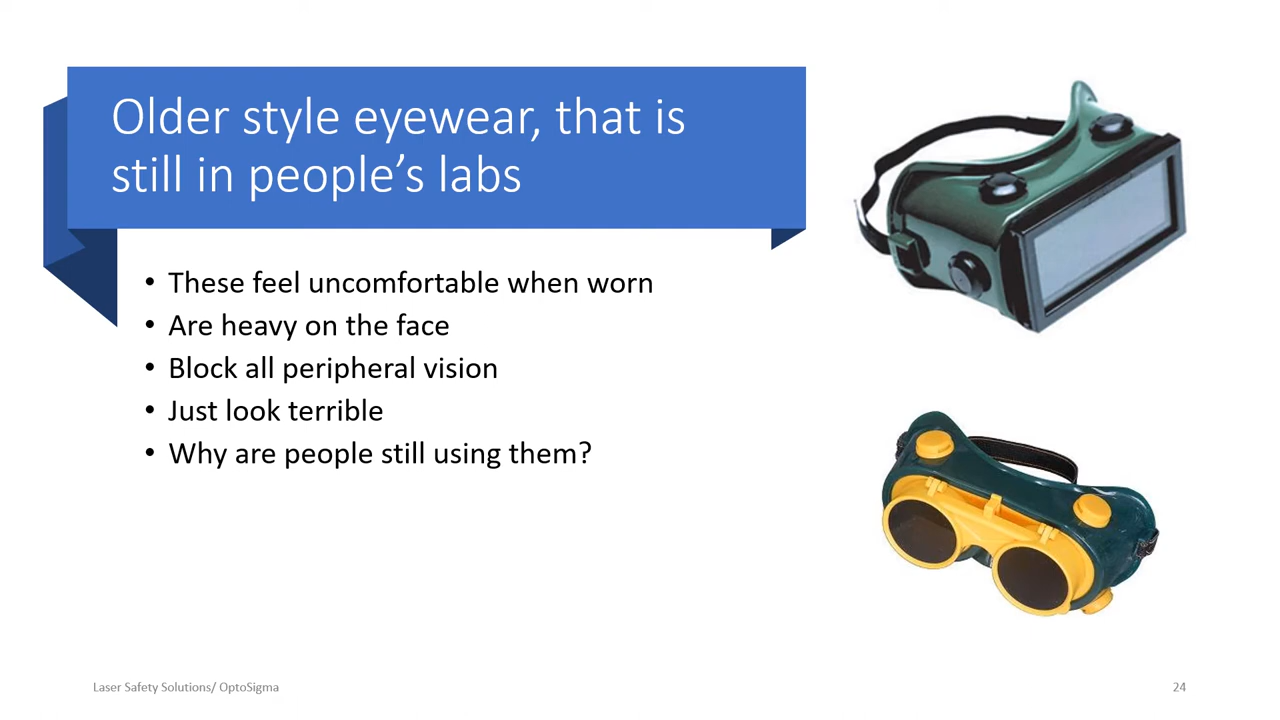 Older style eyewear, that is
still in people’s labs
• These feel uncomfortable when worn
• Are heavy on the face
• Block all peripheral vision
• Just look terrible
• Why are people still using them?
Laser Safety Solutions/ OptoSigma
24